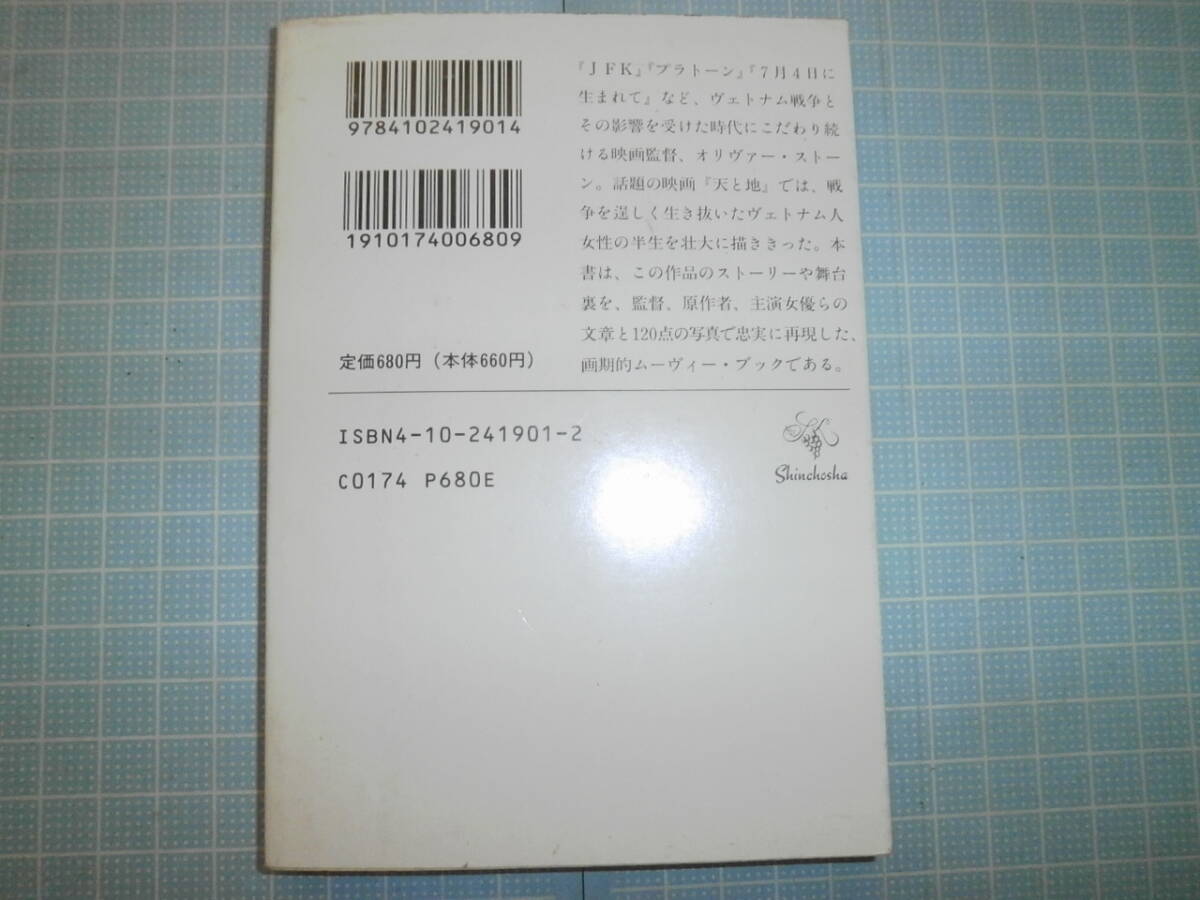 9784102419014
1910174006809
定価680円（本体660円）
『JFK』『プラトーン』『7月4日に
生まれて』など、ヴェトナム戦争と
その影響を受けた時代にこだわり続
ける映画監督、オリヴァー・ストー
ン。話題の映画『天と地』では、戦
争を逞しく生き抜いたヴェトナム人
女性の半生を壮大に描ききった。本
書は、この作品のストーリーや舞台
裏を、監督、原作者、主演女優らの
文章と120点の写真で忠実に再現した、
画期的ムーヴィー・ブックである。
ISBN4-10-241901-2
C0174 P680E
Shinchosha